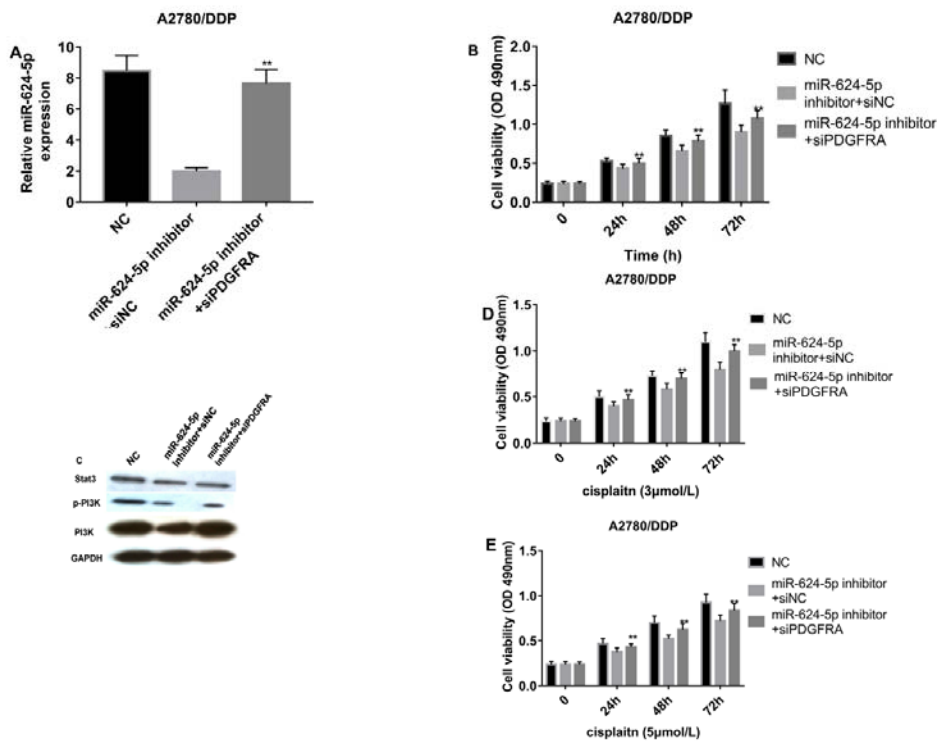 A2780/DDP
A
Relative miR-624-5p
expression
10
8
6
4
2
0
**
NC
miR-624-5p inhibitor
+siNC
miR-624-5p inhibitor
+siPDGFRA
A2780/DDP
B
Cell viability (OD 490nm)
2.0
1.5
1.0
0.5
0.0
**
**
**
0
24h
48h
72h
Time (h)
NC
miR-624-5p
inhibitor+siNC
miR-624-5p inhibitor
+siPDGFRA
C
NC
miR-624-5p
Inhibitor+siNC
miR-624-5p
Inhibitor+siPDGFRA
Stat3
p-PI3K
PI3K
GAPDH
A2780/DDP
D
Cell viability (OD 490nm)
1.5
1.0
0.5
0.0
**
**
**
0
24h
48h
72h
cisplaitn (3μmol/L)
NC
miR-624-5p
inhibitor+siNC
miR-624-5p inhibitor
+siPDGFRA
A2780/DDP
E
Cell viability (OD 490nm)
1.5
1.0
0.5
0.0
**
**
**
0
24h
48h
72h
cisplaitn (5μmol/L)
NC
miR-624-5p inhibitor
+siNC
miR-624-5p inhibitor
+siPDGFRA